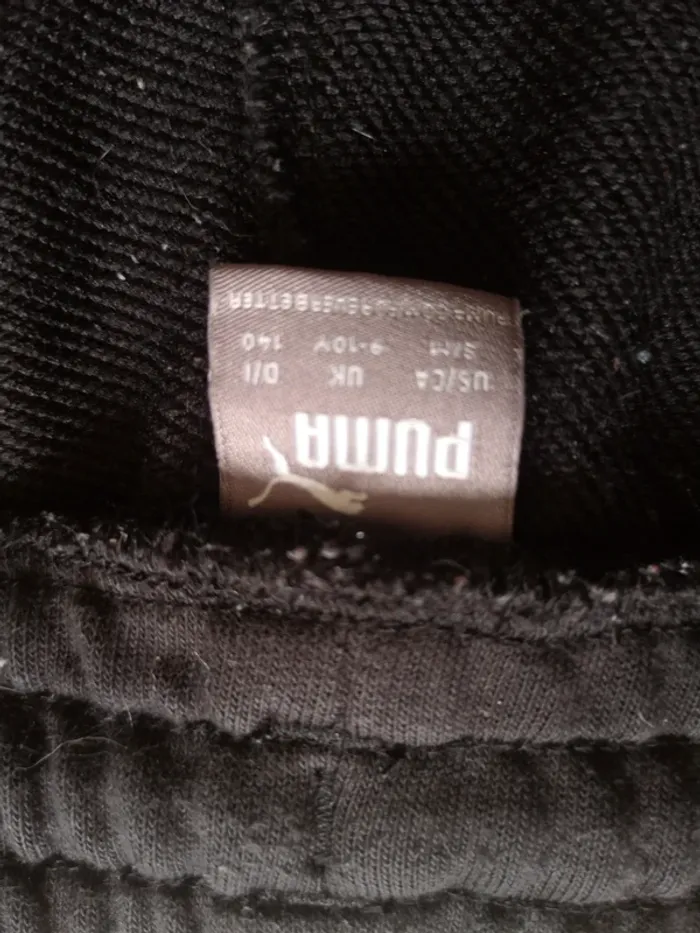 PUMA
US/CA UK D/I
S/M 9-10Y 140
PUMA.COM/FOREVERBETTER